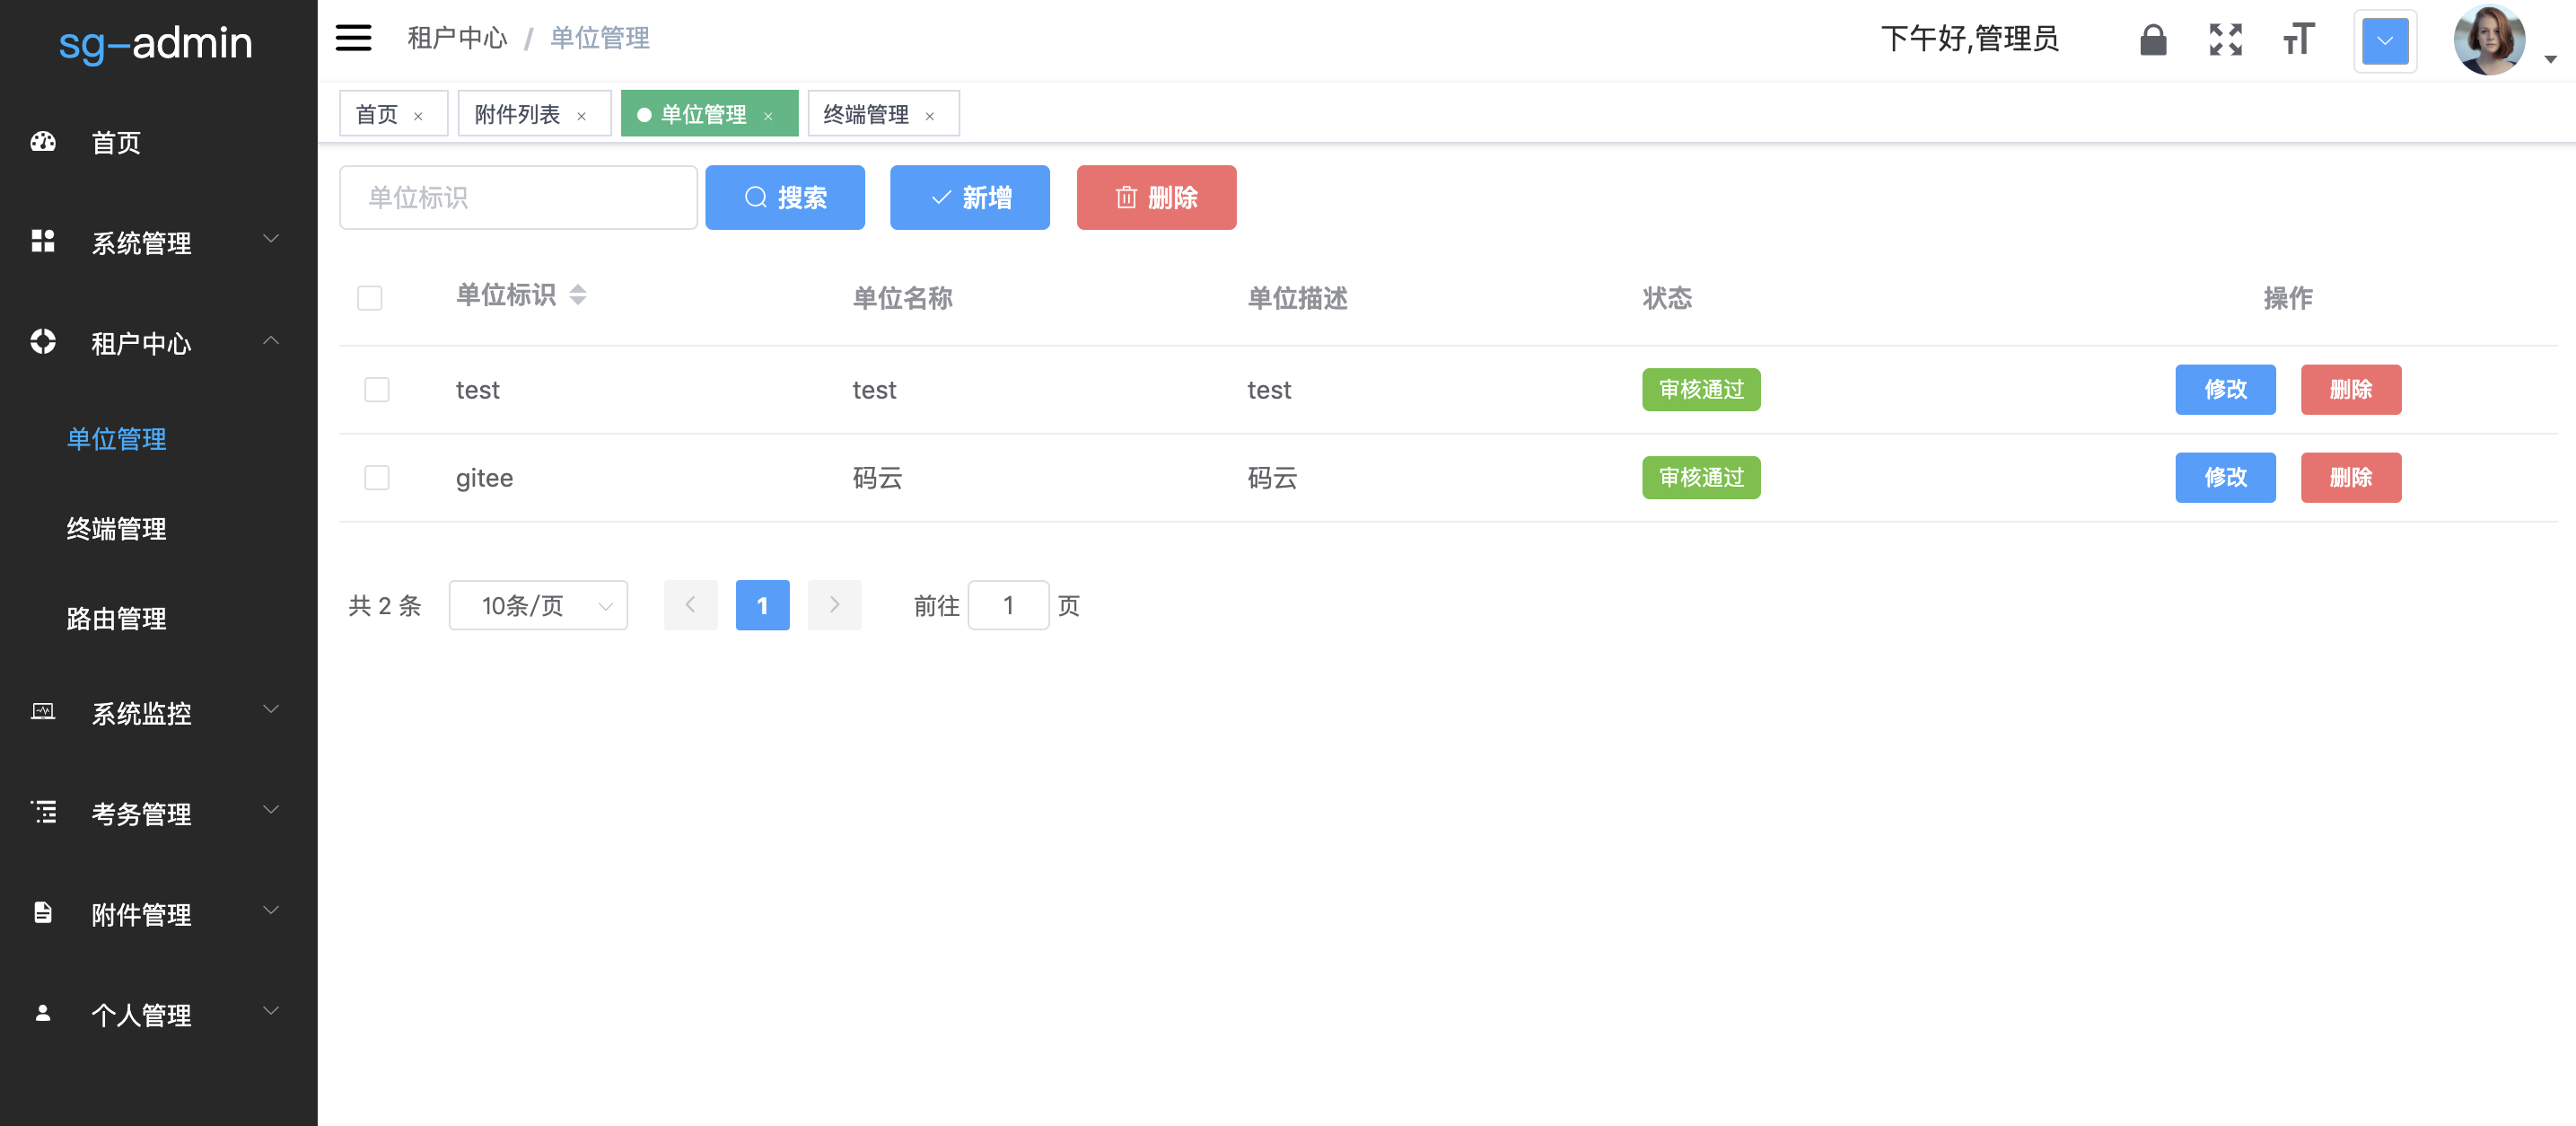 sg-admin
首页
系统管理
租户中心
单位管理
终端管理
路由管理
系统监控
考务管理
附件管理
个人管理
租户中心 / 单位管理
下午好,管理员
首页 × 附件列表 × 单位管理 × 终端管理 ×
单位标识 搜索 新增 删除
单位标识 单位名称 单位描述 状态 操作
test test test 审核通过 修改 删除
gitee 码云 码云 审核通过 修改 删除
共 2 条 10条/页 1 前往 1 页